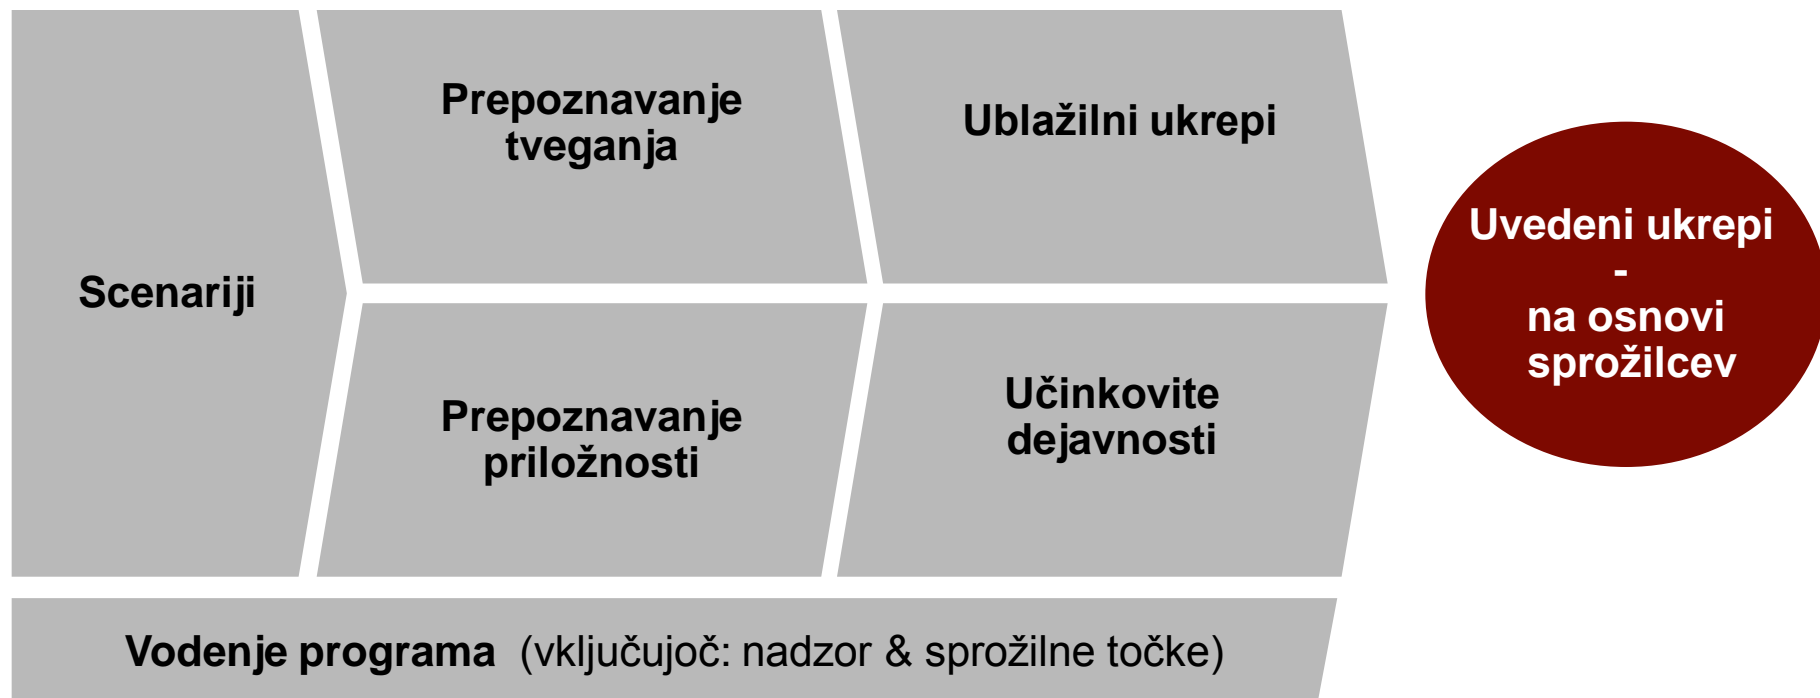 Scenariji
Prepoznavanje
tveganja
Ublažilni ukrepi
Prepoznavanje
priložnosti
Učinkovite
dejavnosti
Uvedeni ukrepi
-
na osnovi
sprožilcev
Vodenje programa (vključujoč: nadzor & sprožilne točke)